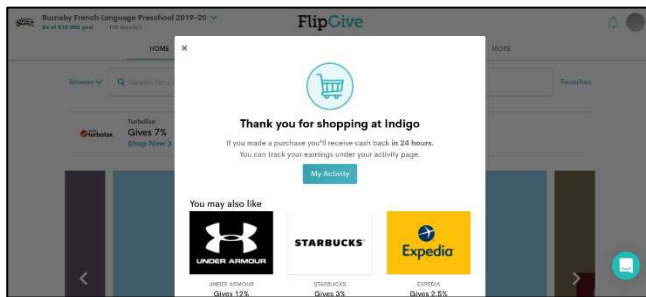 Burnaby French Language Preschool 2019-20
FlipGive
HOME
MORE
Browse
Search for a
Favorites
turbotax
TurboTax
Gives 7%
Shop Now >
×
Thank you for shopping at Indigo
If you made a purchase you'll receive cash back in 24 hours.
You can track your earnings under your activity page.
My Activity
You may also like
UNDER ARMOUR
STARBUCKS
Expedia
UNDER ARMOUR
Gives 12%
STARBUCKS
Gives 3%
EXPEDIA
Gives 2.5%